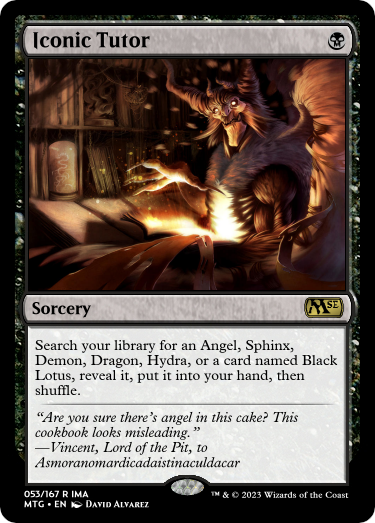 Iconic Tutor
Sorcery
MSE
Search your library for an Angel, Sphinx,
Demon, Dragon, Hydra, or a card named Black
Lotus, reveal it, put it into your hand, then
shuffle.
“Are you sure there’s angel in this cake? This
cookbook looks misleading.”
—Vincent, Lord of the Pit, to
Asmoranomardicadaistinaculdacar
053/167 R IMA
MTG • EN David Alvarez
™ & © 2023 Wizards of the Coast